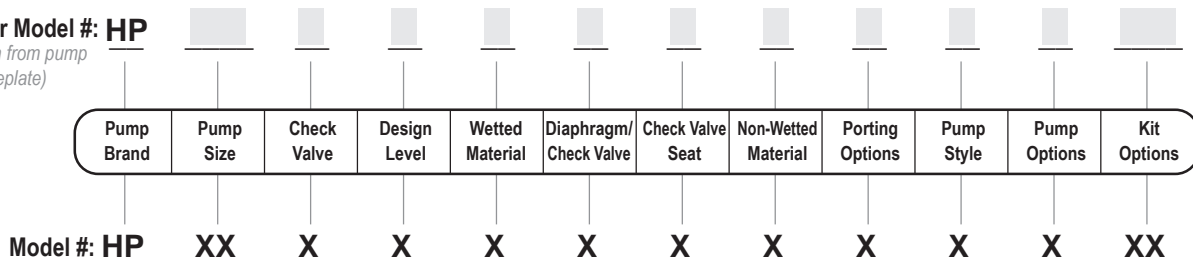 r Model #: HP
from pump
eplate)
Pump Pump Check Design Wetted Diaphragm/ Check Valve Non-Wetted Porting Pump Pump Kit
Brand Size Valve Level Material Check Valve Seat Material Options Style Options Options
Model #: HP XX X X X X X X X X X XX